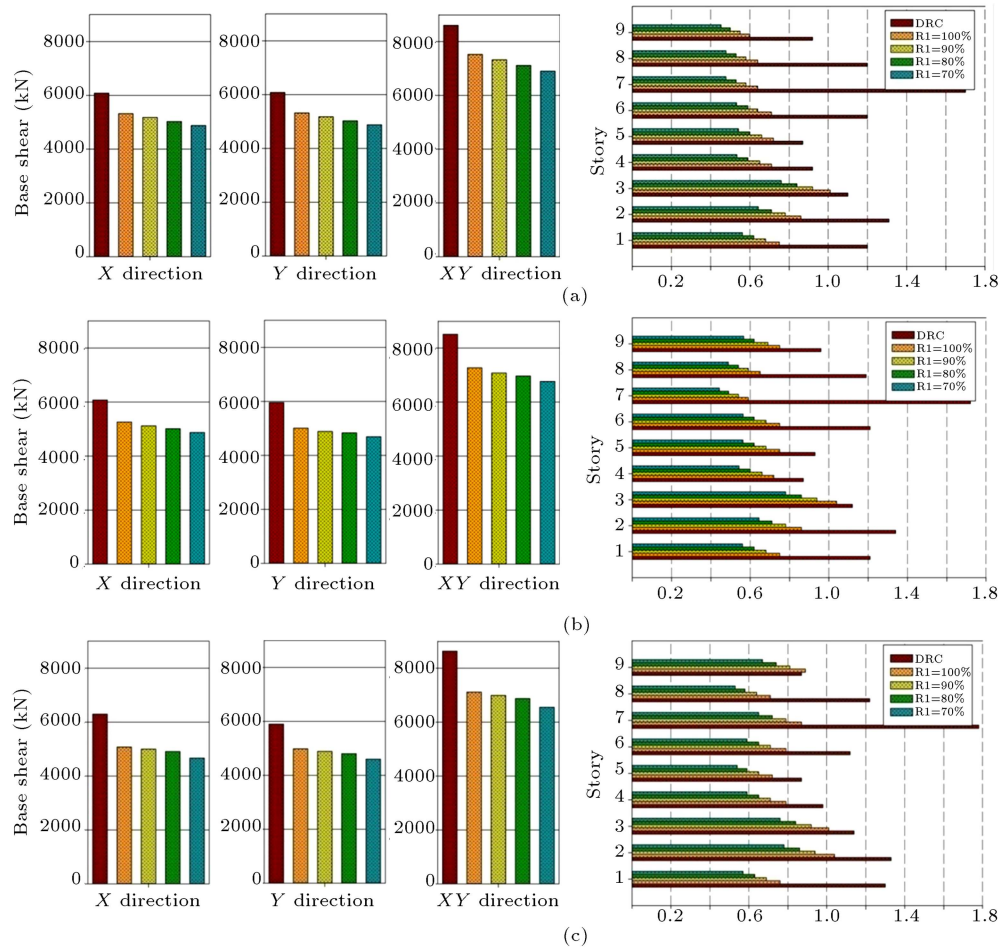 Base shear (kN)
8000
6000
4000
2000
0
X direction
8000
6000
4000
2000
0
Y direction
8000
6000
4000
2000
0
XY direction
Story
9
8
7
6
5
4
3
2
1
DRC
R1=100%
R1=90%
R1=80%
R1=70%
0.2 0.6 1.0 1.4 1.8
(a)
Base shear (kN)
8000
6000
4000
2000
0
X direction
8000
6000
4000
2000
0
Y direction
8000
6000
4000
2000
0
XY direction
Story
9
8
7
6
5
4
3
2
1
DRC
R1=100%
R1=90%
R1=80%
R1=70%
0.2 0.6 1.0 1.4 1.8
(b)
Base shear (kN)
8000
6000
4000
2000
0
X direction
8000
6000
4000
2000
0
Y direction
8000
6000
4000
2000
0
XY direction
Story
9
8
7
6
5
4
3
2
1
DRC
R1=100%
R1=90%
R1=80%
R1=70%
0.2 0.6 1.0 1.4 1.8
(c)